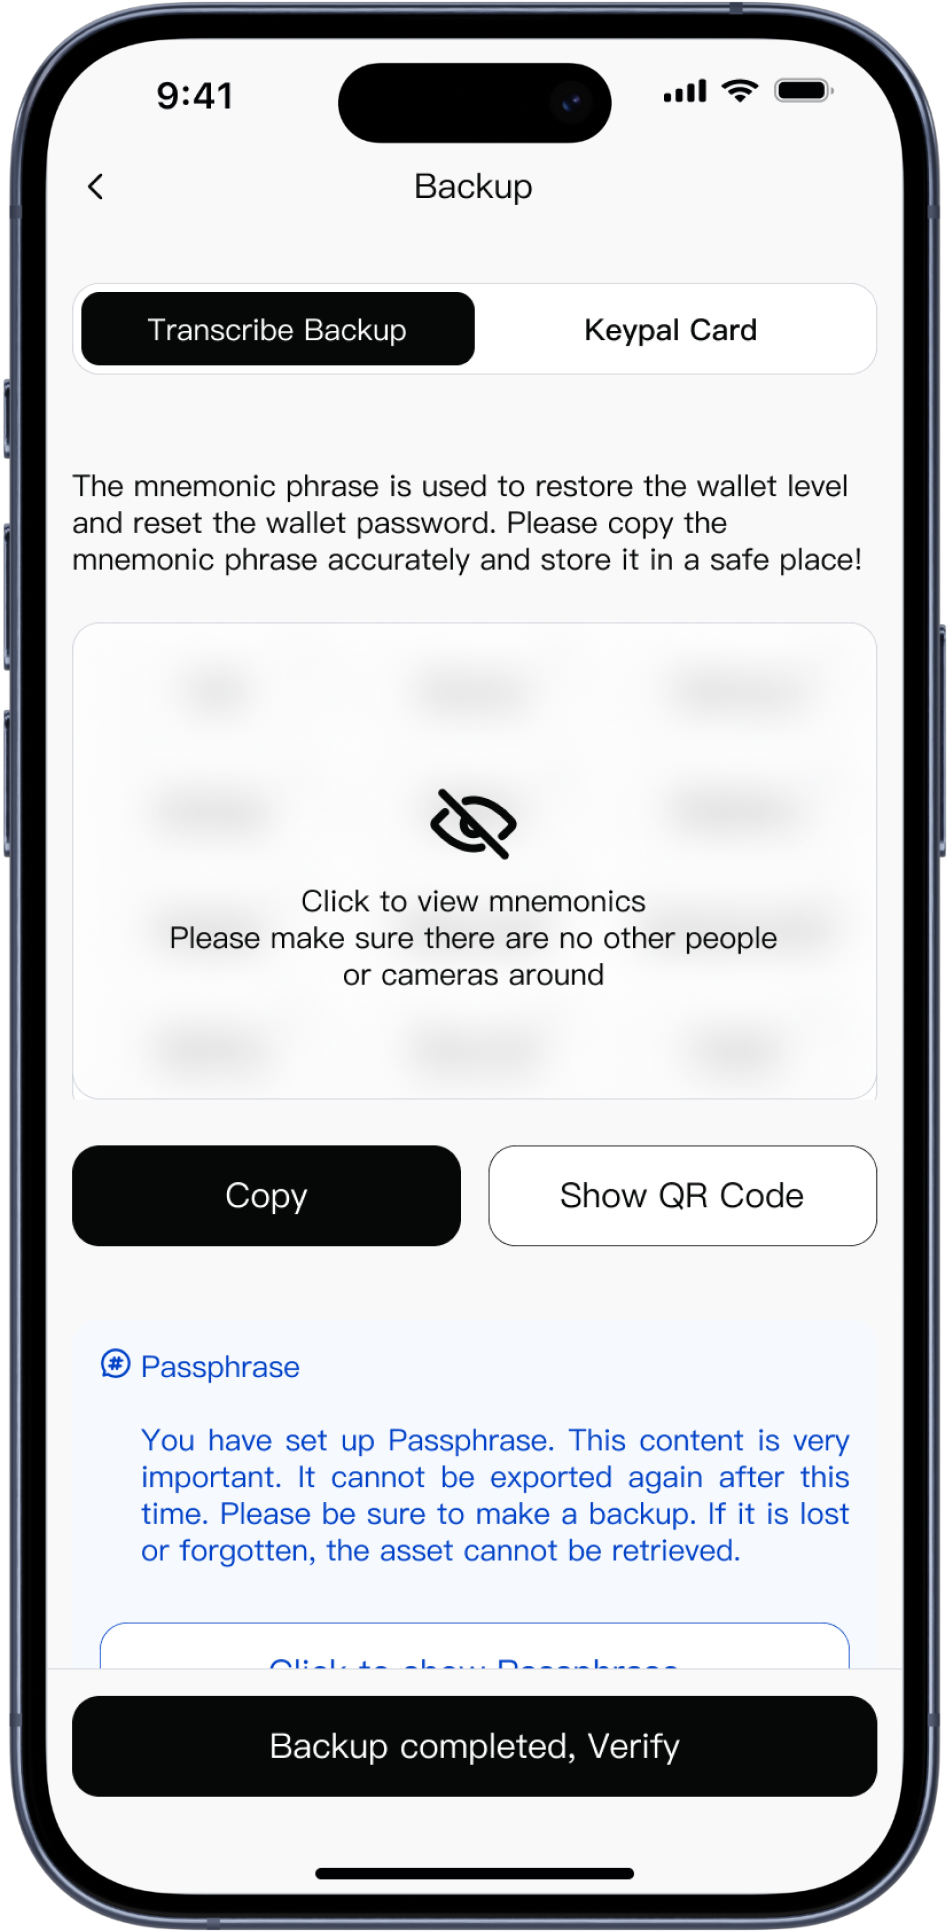 9:41
Backup
Transcribe Backup
Keypal Card
The mnemonic phrase is used to restore the wallet level
and reset the wallet password. Please copy the
mnemonic phrase accurately and store it in a safe place!
Click to view mnemonics
Please make sure there are no other people
or cameras around
Copy
Show QR Code
# Passphrase
You have set up Passphrase. This content is very
important. It cannot be exported again after this
time. Please be sure to make a backup. If it is lost
or forgotten, the asset cannot be retrieved.
Click to show Passphrase
Backup completed, Verify